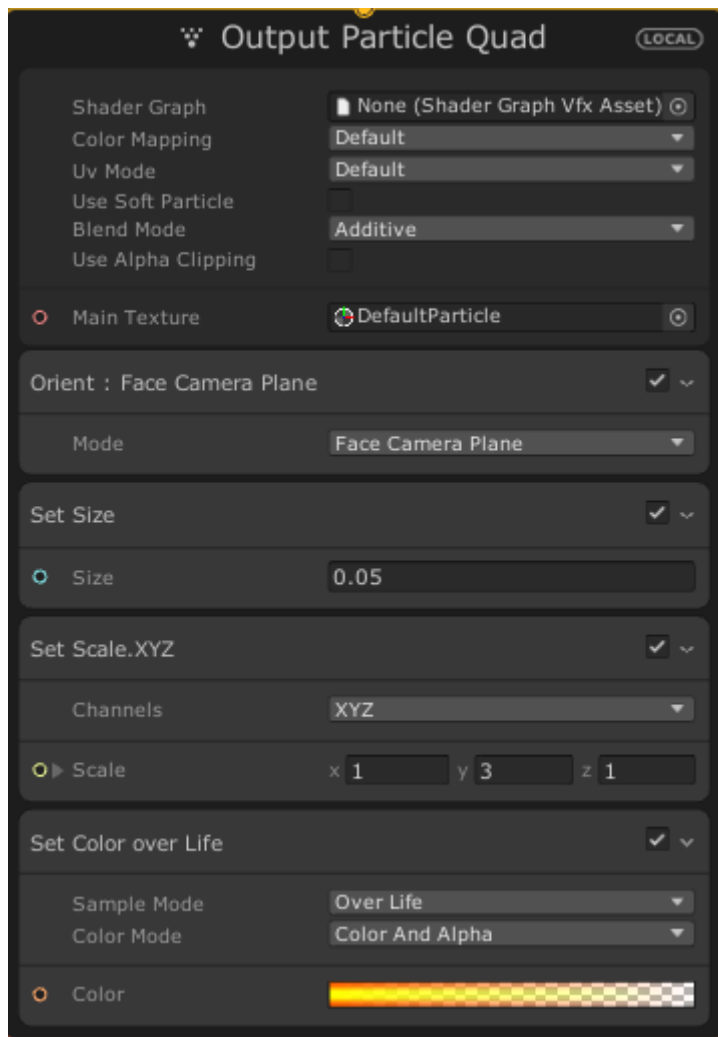 Output Particle Quad LOCAL
Shader Graph None (Shader Graph Vfx Asset)
Color Mapping Default
Uv Mode Default
Use Soft Particle
Blend Mode Additive
Use Alpha Clipping
Main Texture DefaultParticle
Orient : Face Camera Plane
Mode Face Camera Plane
Set Size
Size 0.05
Set Scale.XYZ
Channels XYZ
Scale x 1 y 3 z 1
Set Color over Life
Sample Mode Over Life
Color Mode Color And Alpha
Color